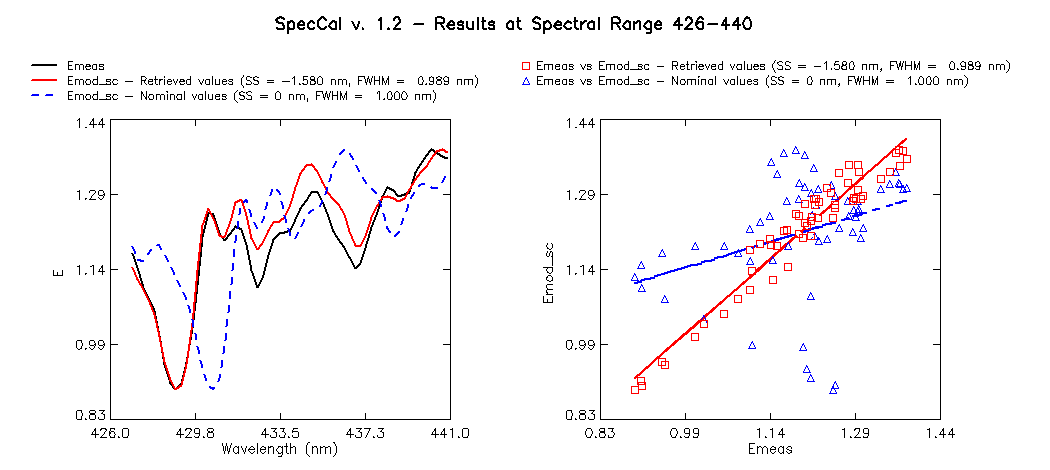 SpecCal v. 1.2 - Results at Spectral Range 426-440
Emeas
Emod_sc - Retrieved values (SS = -1.580 nm, FWHM = 0.989 nm)
Emod_sc - Nominal values (SS = 0 nm, FWHM = 1.000 nm)
1.44
1.29
1.14
0.99
0.83
E
426.0 429.8 433.5 437.3 441.0
Wavelength (nm)
Emeas vs Emod_sc - Retrieved values (SS = -1.580 nm, FWHM = 0.989 nm)
Emeas vs Emod_sc - Nominal values (SS = 0 nm, FWHM = 1.000 nm)
1.44
1.29
1.14
0.99
0.83
Emod_sc
0.83 0.99 1.14 1.29 1.44
Emeas